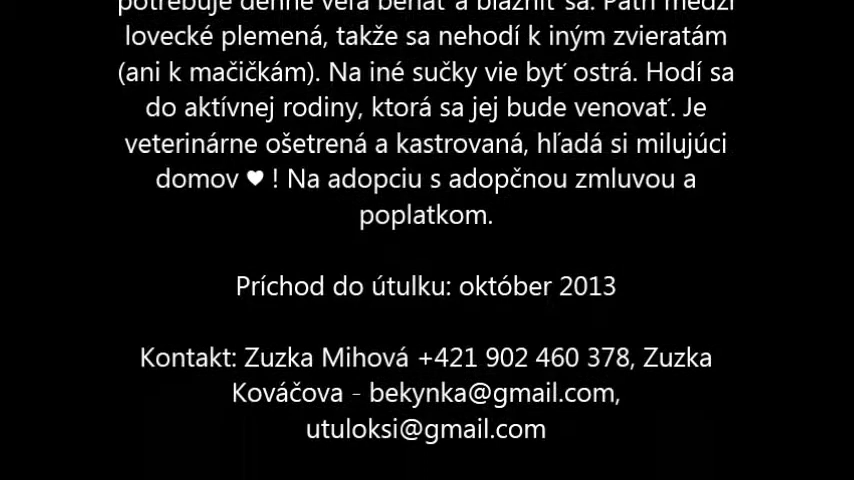 potrebuje denne veľa behať a blázniť sa. Patrí medzi
lovecké plemená, takže sa nehodí k iným zvieratám
(ani k mačičkám). Na iné sučky vie byť ostrá. Hodí sa
do aktívnej rodiny, ktorá sa jej bude venovať. Je
veterinárne ošetrená a kastrovaná, hľadá si milujúci
domov ♥ ! Na adopciu s adopčnou zmluvou a
poplatkom.
Príchod do útulku: október 2013
Kontakt: Zuzka Mihová +421 902 460 378, Zuzka
Kováčova - bekynka@gmail.com,
utuloksi@gmail.com